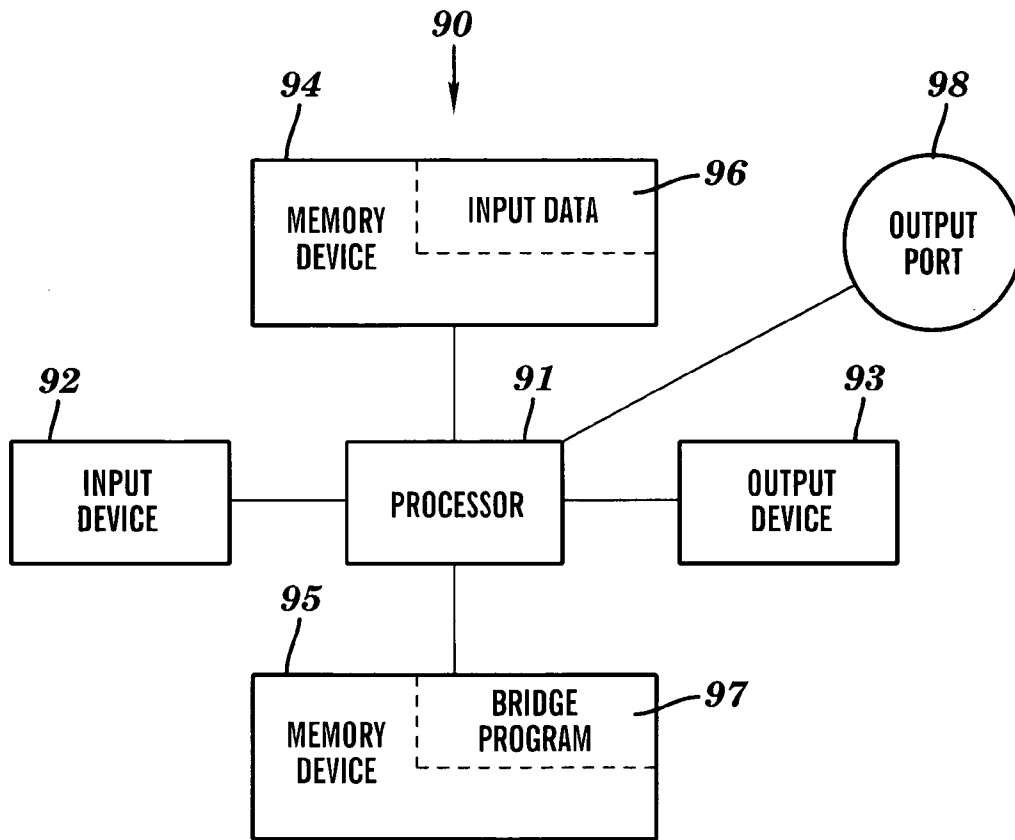 90
94
98
MEMORY
DEVICE
INPUT DATA
96
OUTPUT
PORT
92
91
93
INPUT
DEVICE
PROCESSOR
OUTPUT
DEVICE
95
MEMORY
DEVICE
BRIDGE
PROGRAM
97